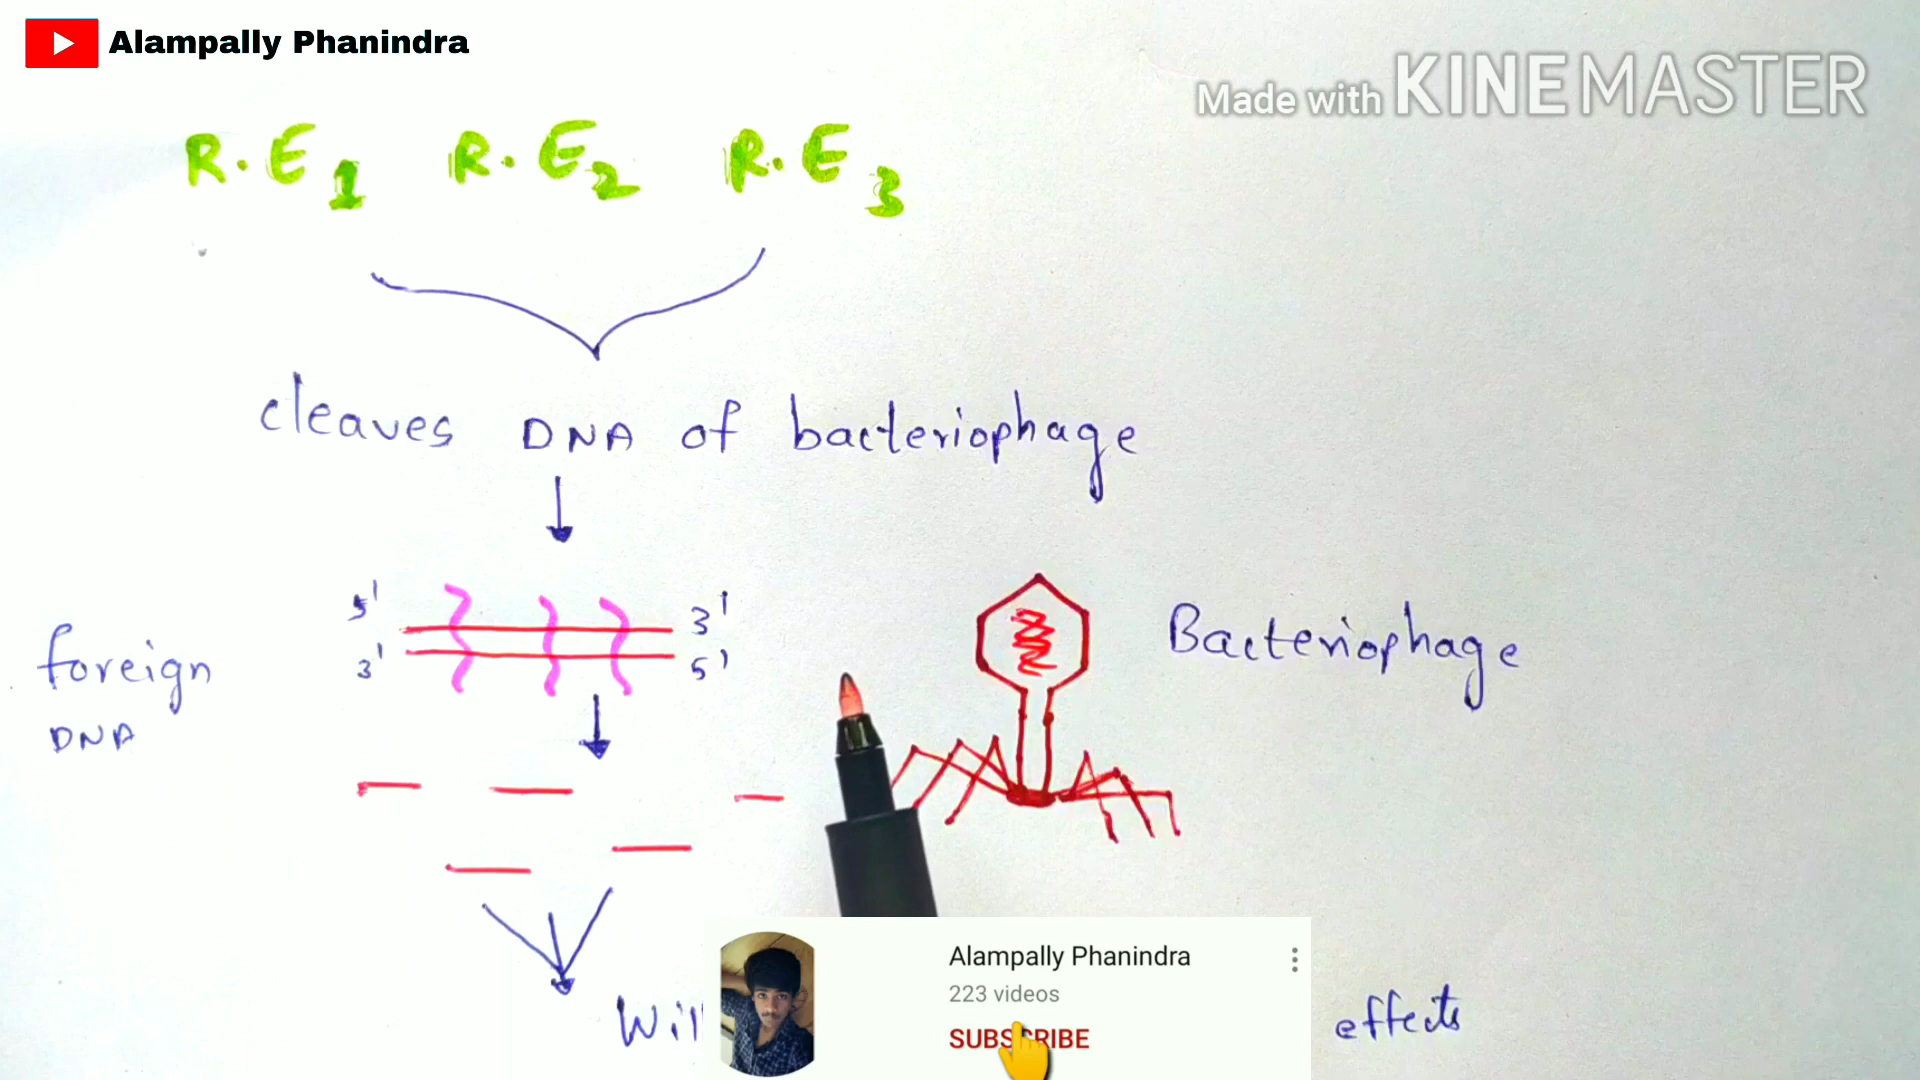 Alampally Phanindra
Made with KINEMASTER
R.E1 R.E2 R.E3
cleaves DNA of bacteriophage
5' 3'
3' 5'
foreign
DNA
Bacteriophage
Alampally Phanindra
223 videos
SUBSCRIBE
effects